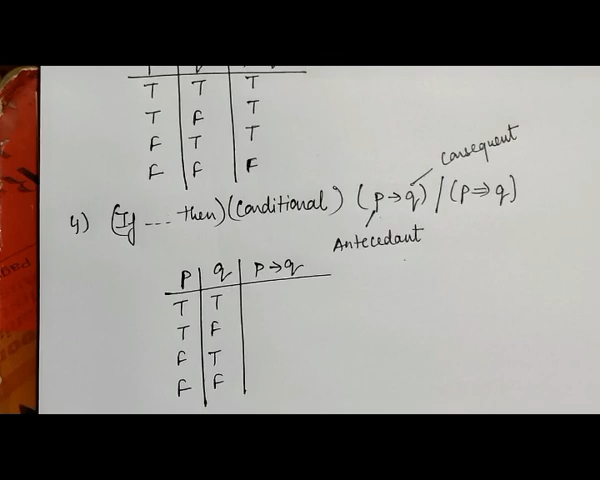 T T T
T F T
F T T
F F F
Consequent
4) (If --- then) (Conditional) (p→q) / (p⇒q)
Antecedant
P q P→q
T T
T F
F T
F F